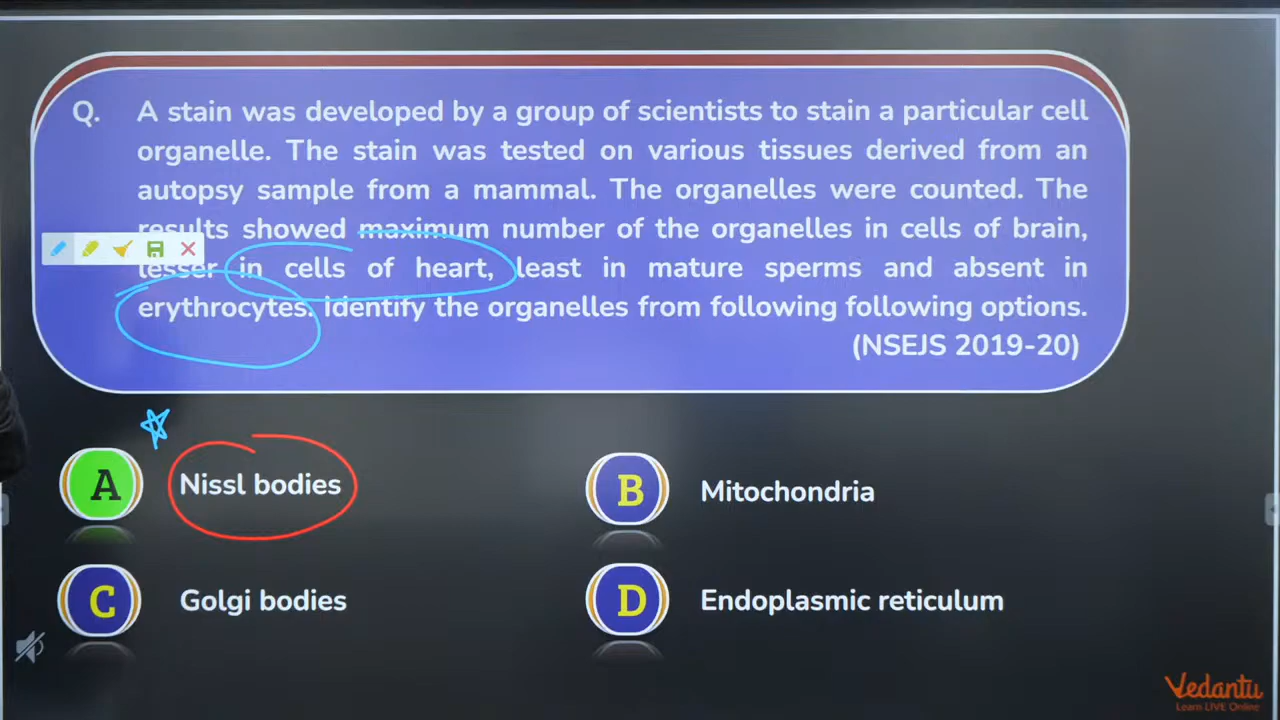 Q. A stain was developed by a group of scientists to stain a particular cell
organelle. The stain was tested on various tissues derived from an
autopsy sample from a mammal. The organelles were counted. The
results showed maximum number of the organelles in cells of brain,
lesser in cells of heart, least in mature sperms and absent in
erythrocytes. Identify the organelles from following following options.
(NSEJS 2019-20)
A Nissl bodies
B Mitochondria
C Golgi bodies
D Endoplasmic reticulum
Vedantu
Learn LIVE Online